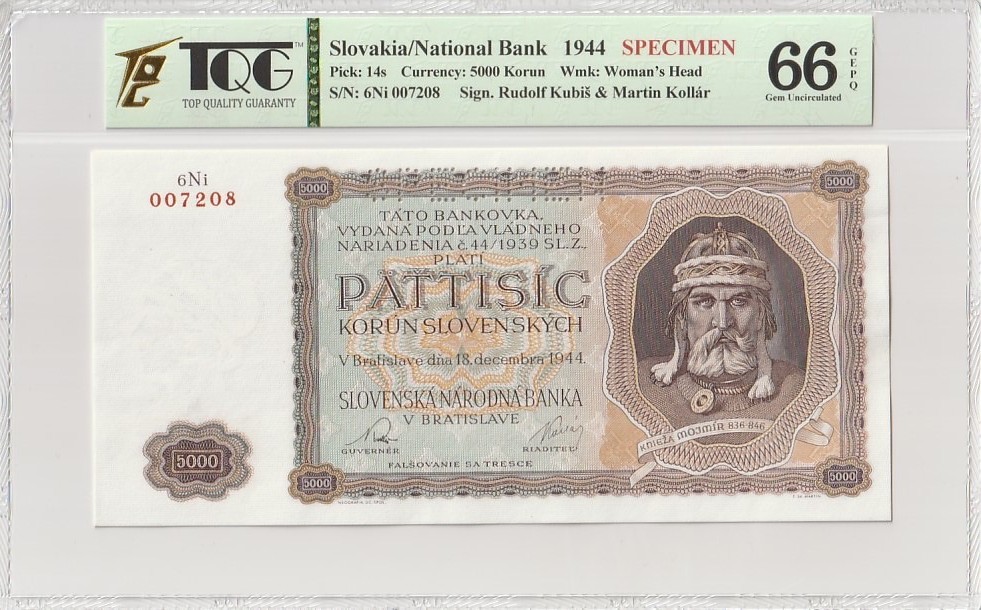 TQG™
TOP QUALITY GUARANTY
Slovakia/National Bank 1944 SPECIMEN
Pick: 14s Currency: 5000 Korun Wmk: Woman's Head
S/N: 6Ni 007208 Sign. Rudolf Kubiš & Martin Kollár
66
Gem Uncirculated
GEPQ
6Ni
007208
5000
5000
TÁTO BANKOVKA,
VYDANÁ PODĽA VLÁDNEHO
NARIADENIA č. 44/1939 SL. Z.,
PLATÍ
PÄŤTISÍC
KORÚN SLOVENSKÝCH
V Bratislave dňa 18. decembra 1944.
SLOVENSKÁ NÁRODNÁ BANKA
V BRATISLAVE
GUVERNÉR
RIADITEĽ
FALŠOVANIE SA TRESCE
KNIEŽA MOJMÍR 836-846
5000
5000
5000